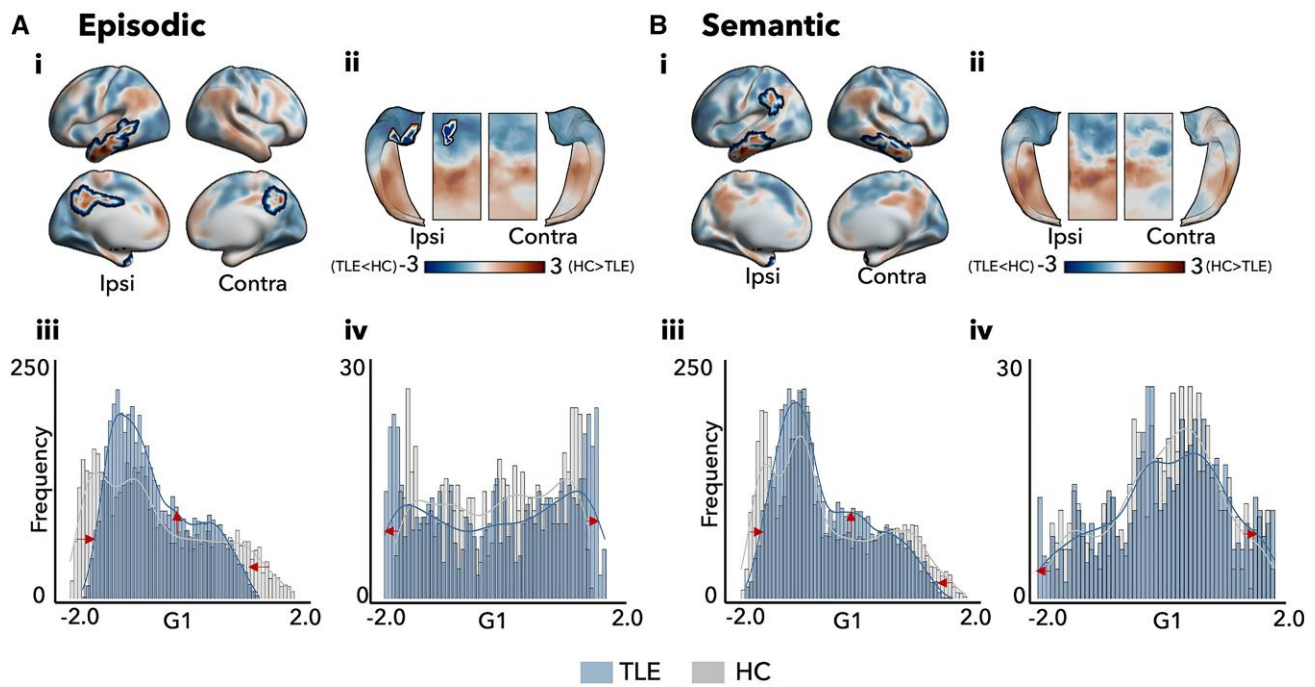 A Episodic
i
ii
Ipsi Contra
Ipsi Contra
(TLE<HC) -3 3 (HC>TLE)
iii
250
Frequency
0
-2.0 G1 2.0
iv
30
0
-2.0 G1 2.0
B Semantic
i
ii
Ipsi Contra
Ipsi Contra
(TLE<HC) -3 3 (HC>TLE)
iii
250
Frequency
0
-2.0 G1 2.0
iv
30
0
-2.0 G1 2.0
TLE HC